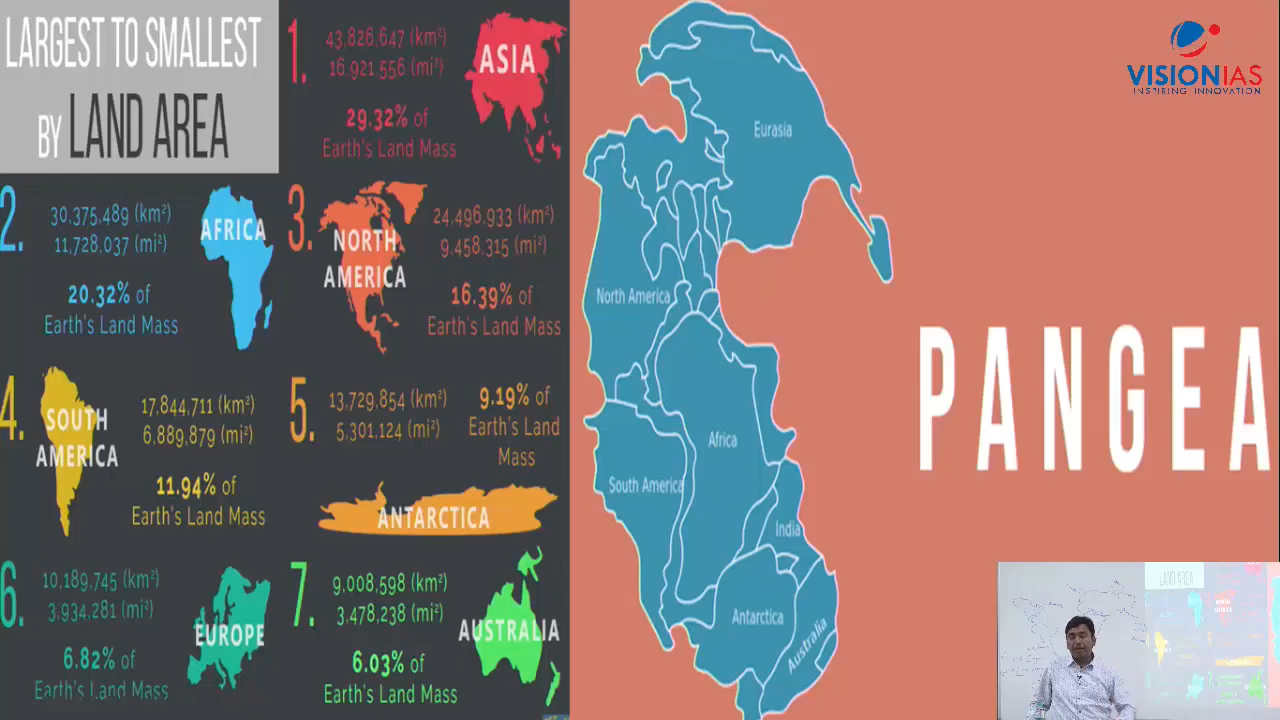 LARGEST TO SMALLEST
BY LAND AREA
1.
43,826,647 (km²)
16,921,556 (mi²)
29.32% of
Earth's Land Mass
ASIA
2.
30,375,489 (km²)
11,728,037 (mi²)
20.32% of
Earth's Land Mass
AFRICA
3.
NORTH
AMERICA
24,496,933 (km²)
9,458,315 (mi²)
16.39% of
Earth's Land Mass
4.
SOUTH
AMERICA
17,844,711 (km²)
6,889,879 (mi²)
11.94% of
Earth's Land Mass
5.
13,729,854 (km²)
5,301,124 (mi²)
9.19% of
Earth's Land
Mass
ANTARCTICA
6.
10,189,745 (km²)
3,934,281 (mi²)
6.82% of
Earth's Land Mass
EUROPE
7.
9,008,598 (km²)
3,478,238 (mi²)
6.03% of
Earth's Land Mass
AUSTRALIA
Eurasia
North America
Africa
South America
India
Antarctica
Australia
PANGEA
VISIONIAS
INSPIRING INNOVATION
LAND AREA